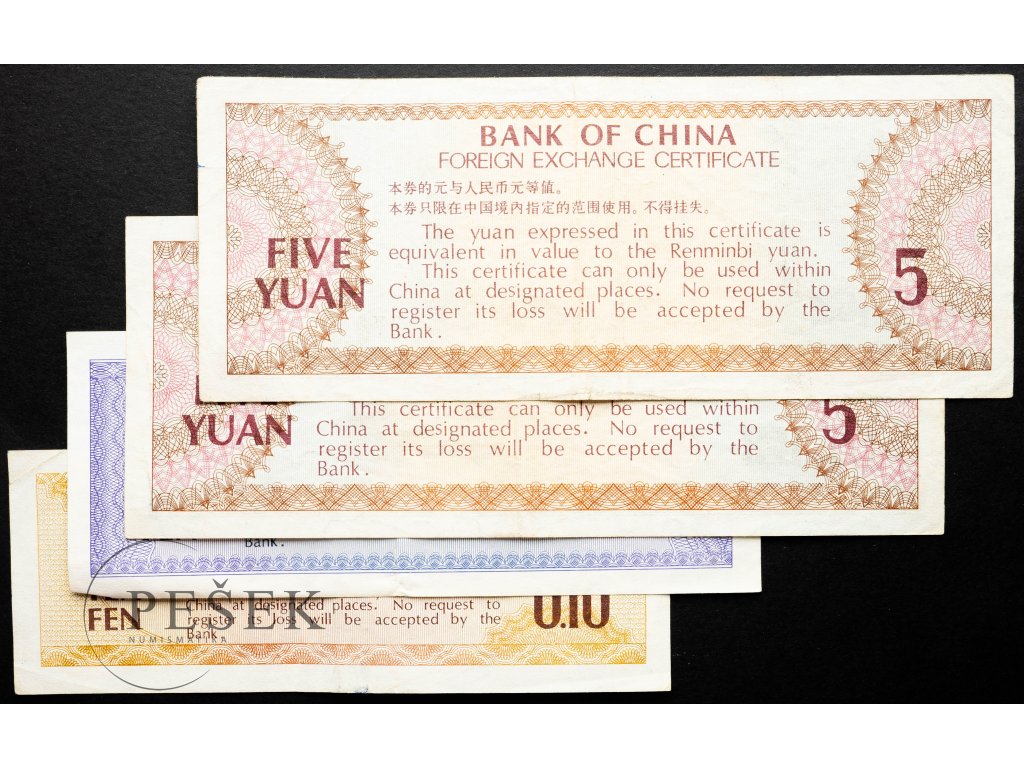 BANK OF CHINA
FOREIGN EXCHANGE CERTIFICATE
本券的元与人民币元等值。
本券只限在中国境内指定的范围使用。不得挂失。
The yuan expressed in this certificate is
equivalent in value to the Renminbi yuan.
This certificate can only be used within
China at designated places. No request to
register its loss will be accepted by the
Bank.
FIVE
YUAN
5
This certificate can only be used within
China at designated places. No request to
register its loss will be accepted by the
Bank.
YUAN
5
Bank.
China at designated places. No request to
register its loss will be accepted by the
Bank.
FEN
0.10
PEŠEK
NUMISMATIKA